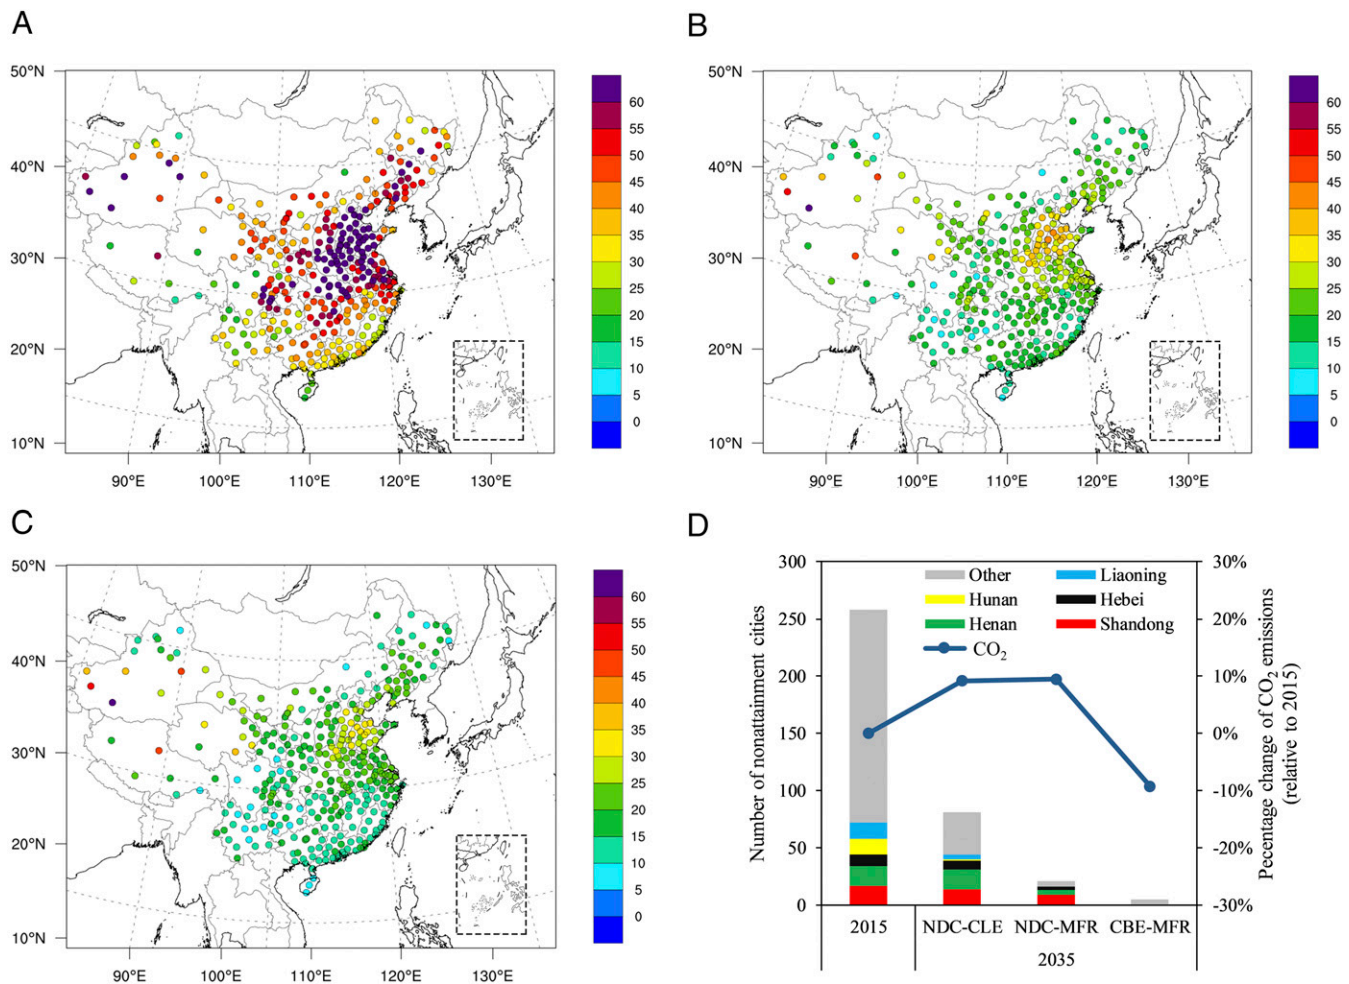 A
50°N
40°N
30°N
20°N
10°N
90°E 100°E 110°E 120°E 130°E
60
55
50
45
40
35
30
25
20
15
10
5
0
B
50°N
40°N
30°N
20°N
10°N
90°E 100°E 110°E 120°E 130°E
60
55
50
45
40
35
30
25
20
15
10
5
0
C
50°N
40°N
30°N
20°N
10°N
90°E 100°E 110°E 120°E 130°E
60
55
50
45
40
35
30
25
20
15
10
5
0
D
Number of nonattainment cities
300
250
200
150
100
50
0
Other Liaoning
Hunan Hebei
Henan Shandong
CO₂
30%
20%
10%
0%
-10%
-20%
-30%
Pecentage change of CO₂ emissions
(relative to 2015)
2015 NDC-CLE NDC-MFR CBE-MFR
2035